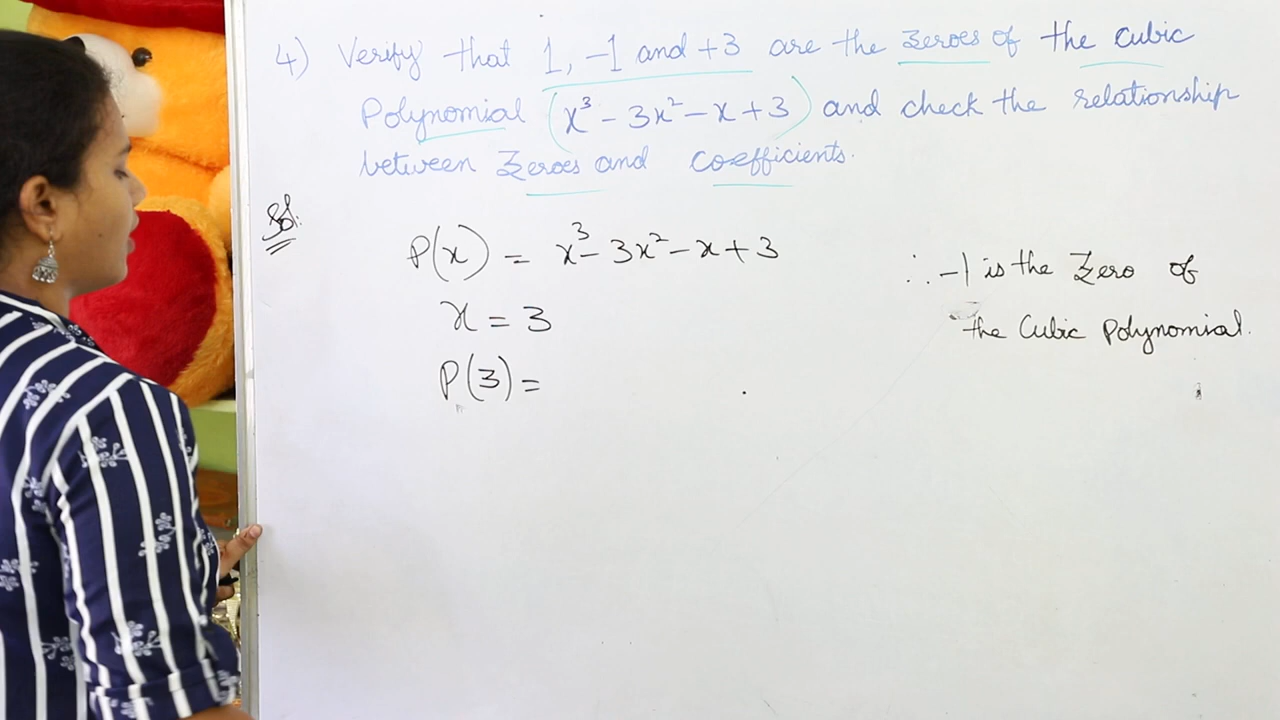 4) Verify that 1, -1 and +3 are the zeroes of the cubic
Polynomial (x³ - 3x² - x + 3) and check the relationship
between zeroes and coefficients.
Sol:
P(x) = x³ - 3x² - x + 3
x = 3
P(3) =
∴ -1 is the zero of
the Cubic Polynomial.